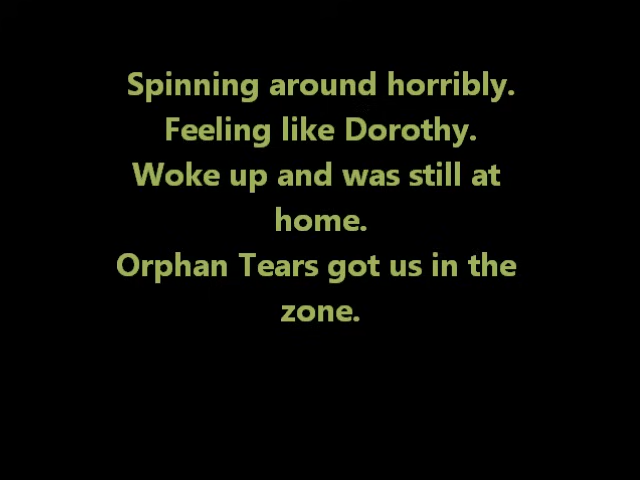 Spinning around horribly.
Feeling like Dorothy.
Woke up and was still at
home.
Orphan Tears got us in the
zone.